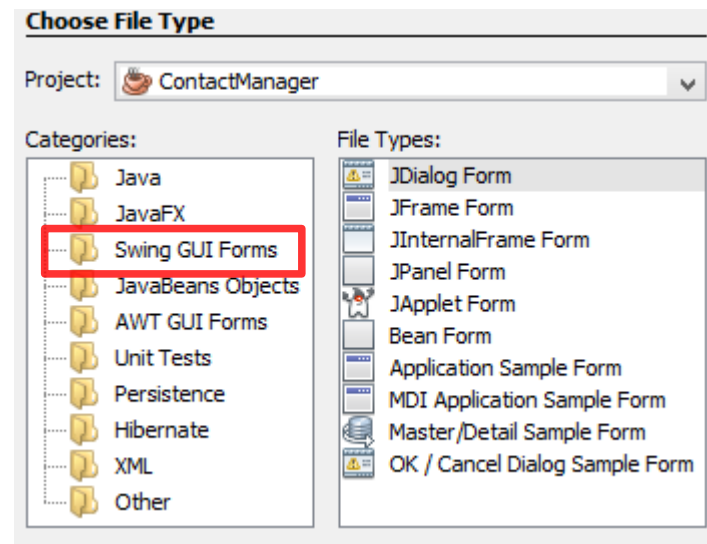 Choose File Type
Project: ContactManager
Categories:
Java
JavaFX
Swing GUI Forms
JavaBeans Objects
AWT GUI Forms
Unit Tests
Persistence
Hibernate
XML
Other
File Types:
JDialog Form
JFrame Form
JInternalFrame Form
JPanel Form
JApplet Form
Bean Form
Application Sample Form
MDI Application Sample Form
Master/Detail Sample Form
OK / Cancel Dialog Sample Form